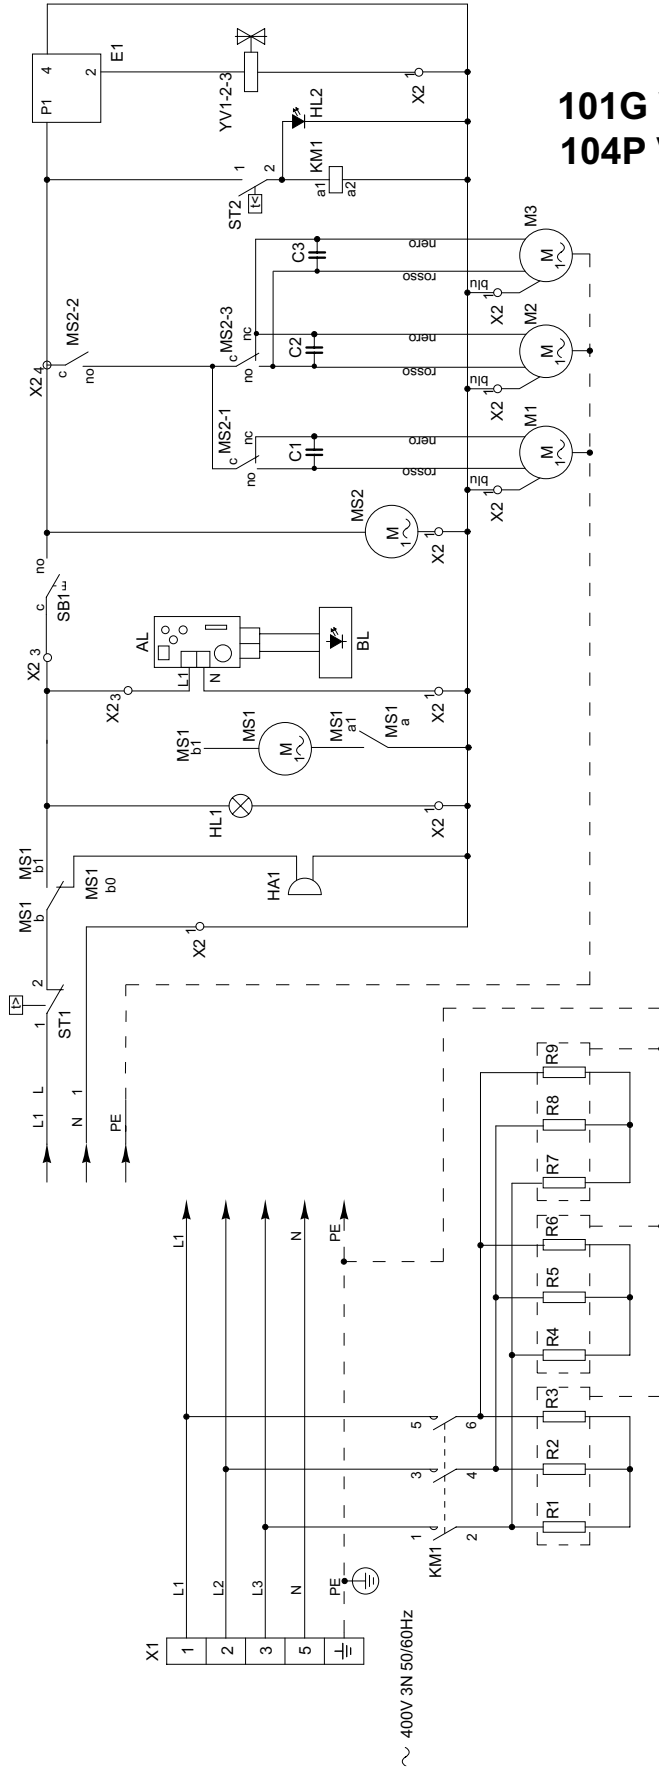 101G
104P
X1
1
2
3
5
L1
L2
L3
N
PE
~ 400V 3N 50/60Hz
L1
N
PE
KM1
1
2
3
4
5
6
R1
R2
R3
R4
R5
R6
R7
R8
R9
L1 L
N 1
PE
ST1
1
2
t>
MS1
b
MS1
b1
MS1
b0
X2
1
HA1
HL1
X2
1
MS1
b1
MS1
M
1
MS1
a1
MS1
a
X2 3
X2 3
AL
L1
N
BL
X2
1
SB1
c
no
MS2
M
1
X2
1
X2 4
MS2-2
c
no
MS2-1
c
no
nc
C1
rosso
nero
blu
X2
1
M1
M
1
MS2-3
c
no
nc
C2
rosso
nero
blu
X2
1
M2
M
1
C3
rosso
nero
blu
X2
1
M3
M
1
ST2
t<
1
2
KM1
a1
a2
HL2
YV1-2-3
X2
1
E1
P1
4
2